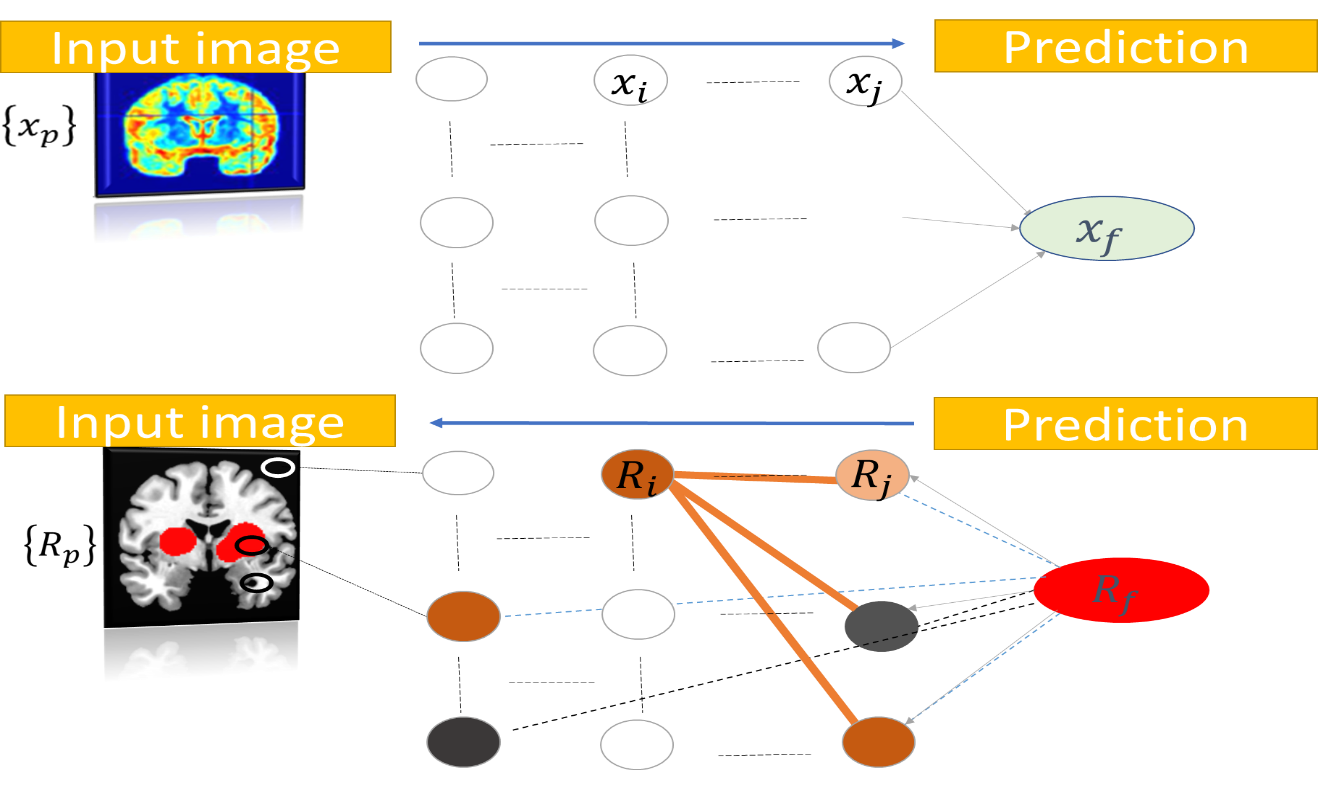 Input image
Prediction
{x_p}
x_i
x_j
x_f
Input image
Prediction
{R_p}
R_i
R_j
R_f